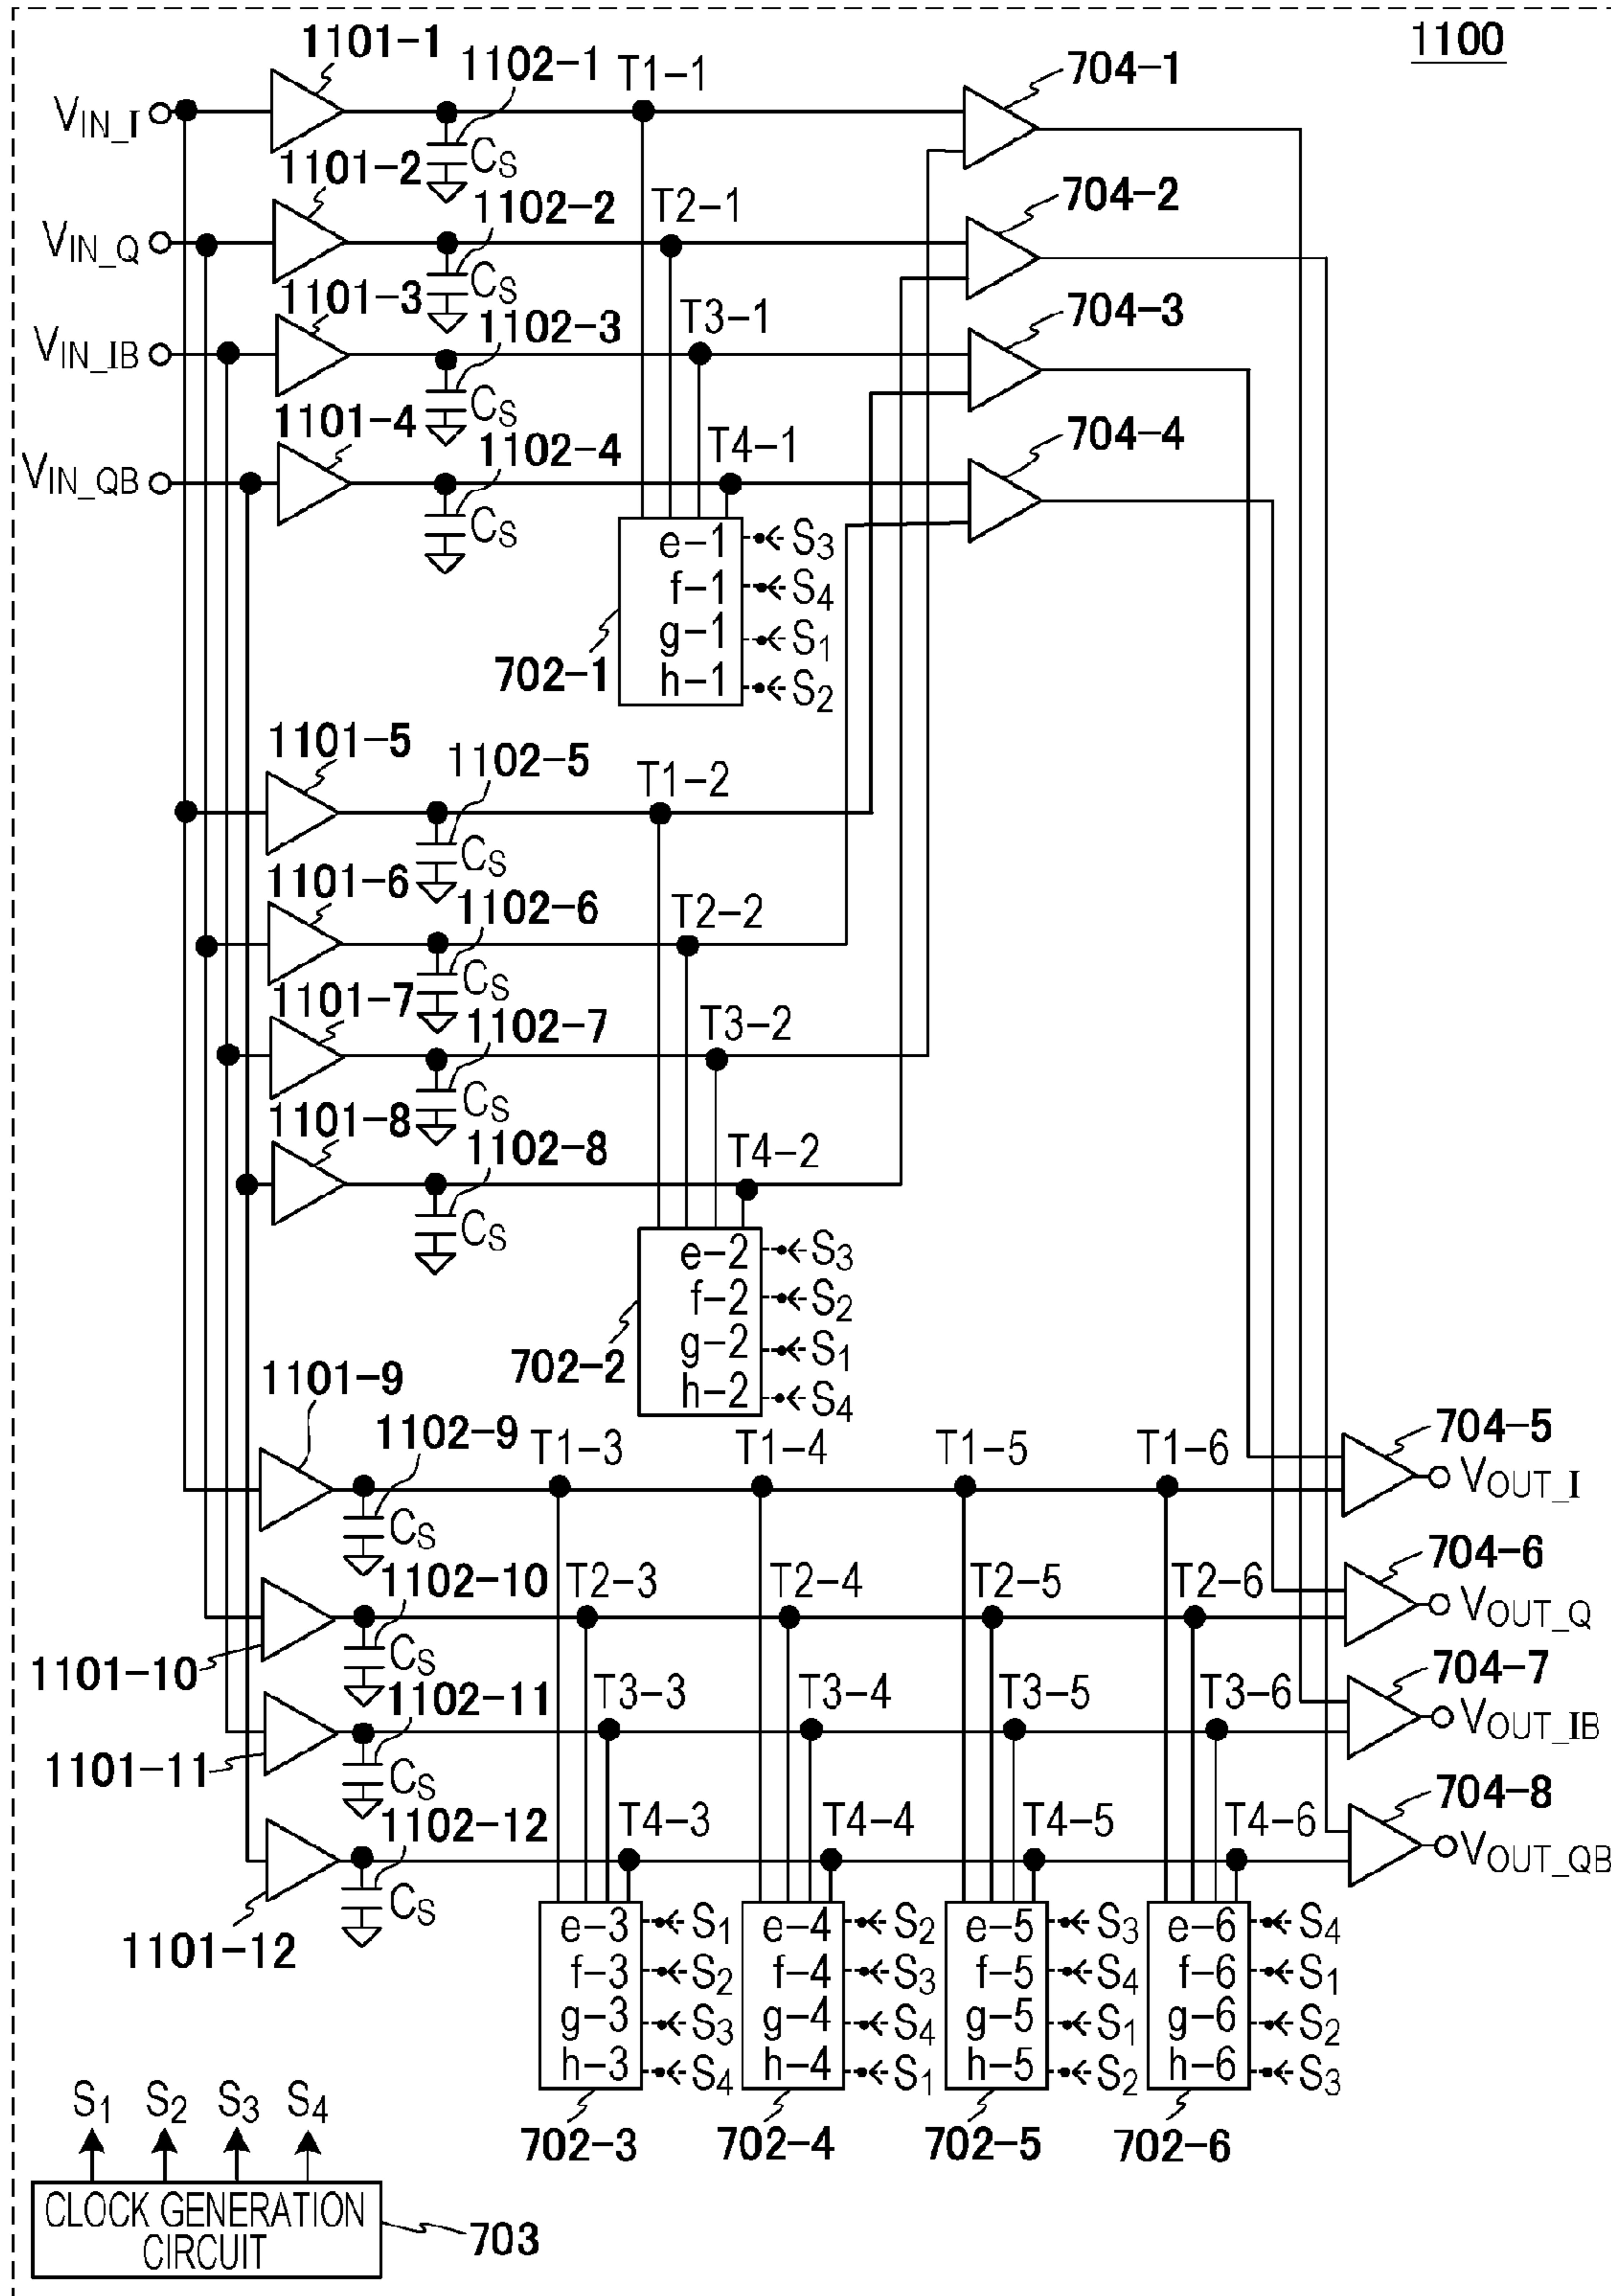 1100
1101-1
1102-1
T1-1
704-1
VIN_I
CS
1101-2
1102-2
T2-1
704-2
VIN_Q
CS
1101-3
1102-3
T3-1
704-3
VIN_IB
CS
1101-4
1102-4
T4-1
704-4
VIN_QB
CS
e-1 S3
f-1 S4
g-1 S1
h-1 S2
702-1
1101-5
1102-5
T1-2
CS
1101-6
1102-6
T2-2
CS
1101-7
1102-7
T3-2
CS
1101-8
1102-8
T4-2
CS
e-2 S3
f-2 S2
g-2 S1
h-2 S4
702-2
1101-9
1102-9
T1-3 T1-4 T1-5 T1-6
704-5
VOUT_I
CS
1102-10
T2-3 T2-4 T2-5 T2-6
704-6
VOUT_Q
1101-10
CS
1102-11
T3-3 T3-4 T3-5 T3-6
704-7
VOUT_IB
1101-11
CS
1102-12
T4-3 T4-4 T4-5 T4-6
704-8
VOUT_QB
1101-12
CS
e-3 S1 e-4 S2 e-5 S3 e-6 S4
f-3 S2 f-4 S3 f-5 S4 f-6 S1
g-3 S3 g-4 S4 g-5 S1 g-6 S2
h-3 S4 h-4 S1 h-5 S2 h-6 S3
702-3 702-4 702-5 702-6
S1 S2 S3 S4
CLOCK GENERATION
CIRCUIT
703